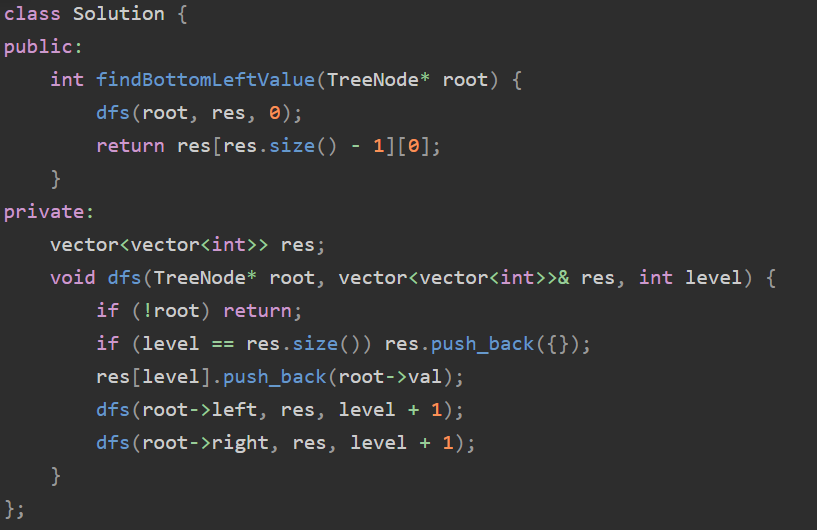 class Solution {
public:
    int findBottomLeftValue(TreeNode* root) {
        dfs(root, res, 0);
        return res[res.size() - 1][0];
    }
private:
    vector<vector<int>> res;
    void dfs(TreeNode* root, vector<vector<int>>& res, int level) {
        if (!root) return;
        if (level == res.size()) res.push_back({});
        res[level].push_back(root->val);
        dfs(root->left, res, level + 1);
        dfs(root->right, res, level + 1);
    }
};